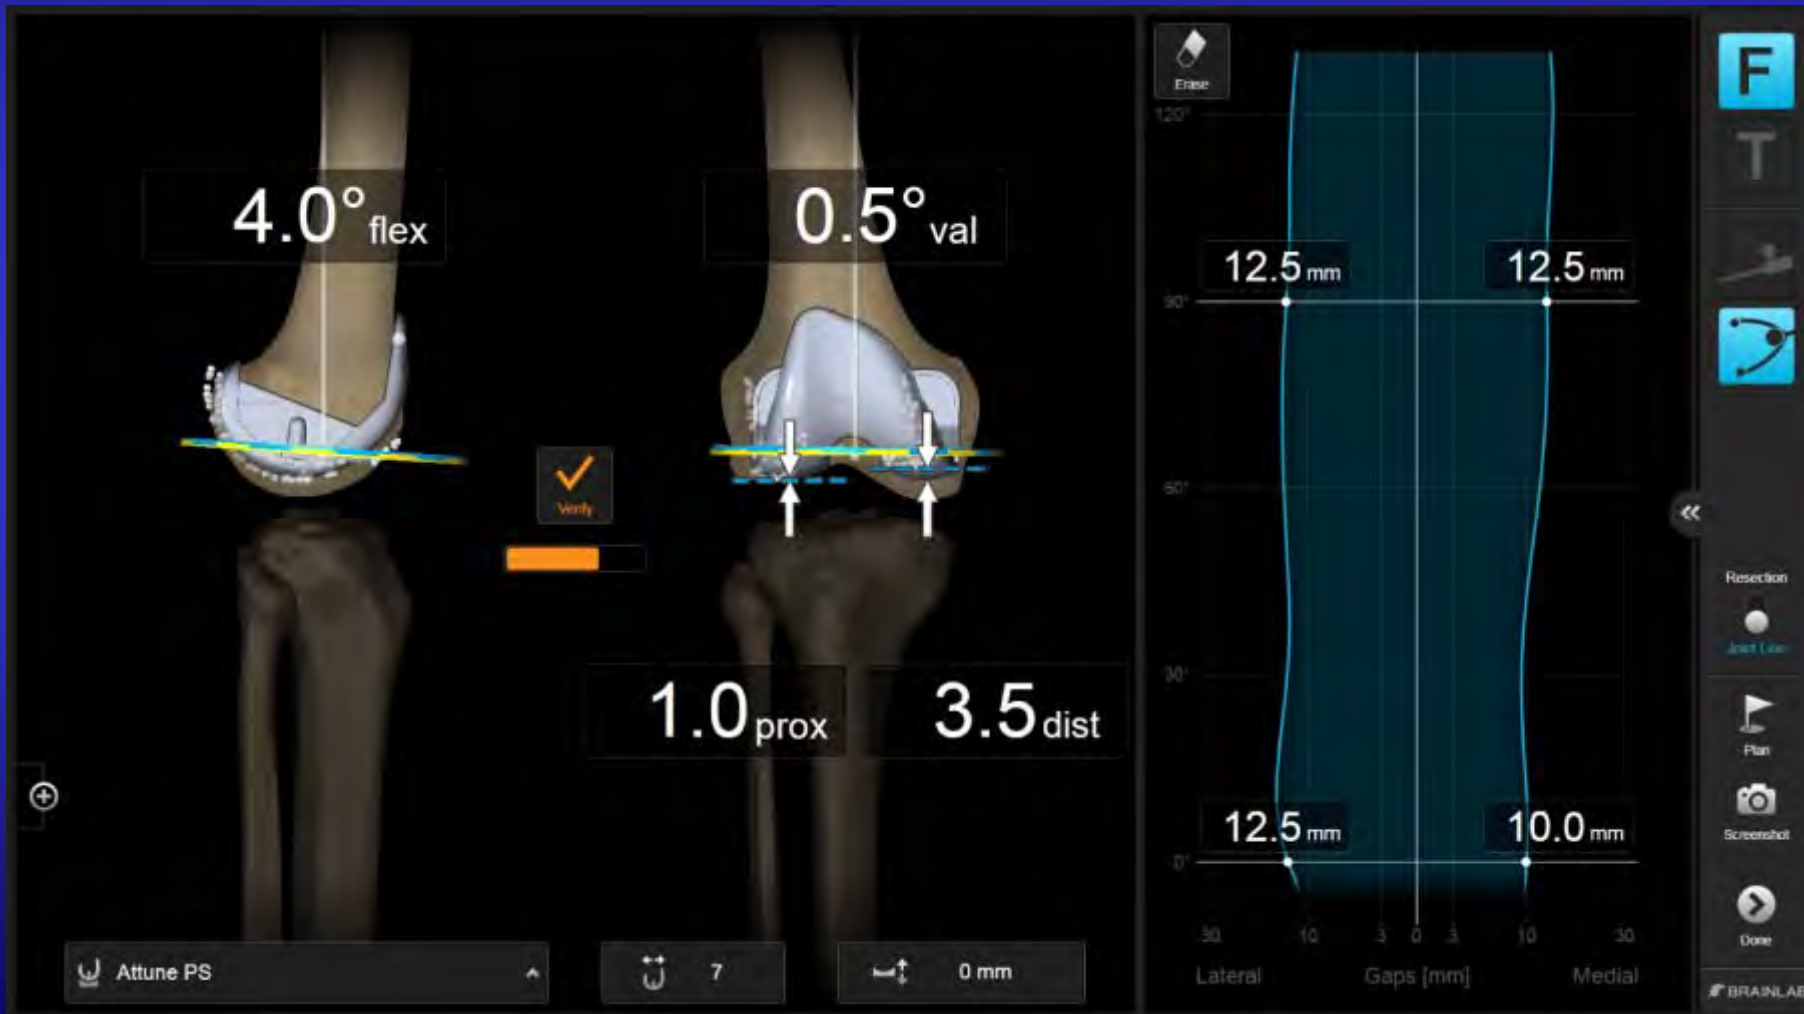 4.0° flex
0.5° val
Verify
1.0 prox
3.5 dist
Attune PS
7
0 mm
Erase
120°
12.5 mm 12.5 mm
90°
60°
30°
12.5 mm 10.0 mm
0°
30 10 3 0 3 10 30
Lateral Gaps [mm] Medial
F
T
Resection
Joint Line
Plan
Screenshot
Done
BRAINLAB